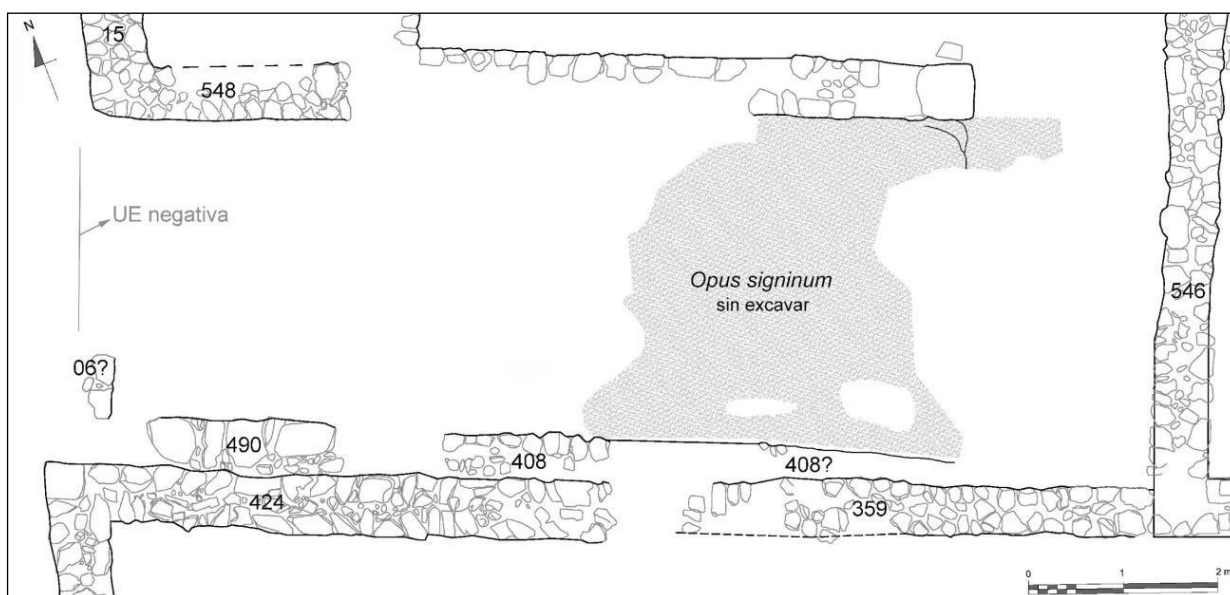 N
15
548
UE negativa
Opus signinum
sin excavar
546
06?
490
408
408?
424
359
0 1 2 m